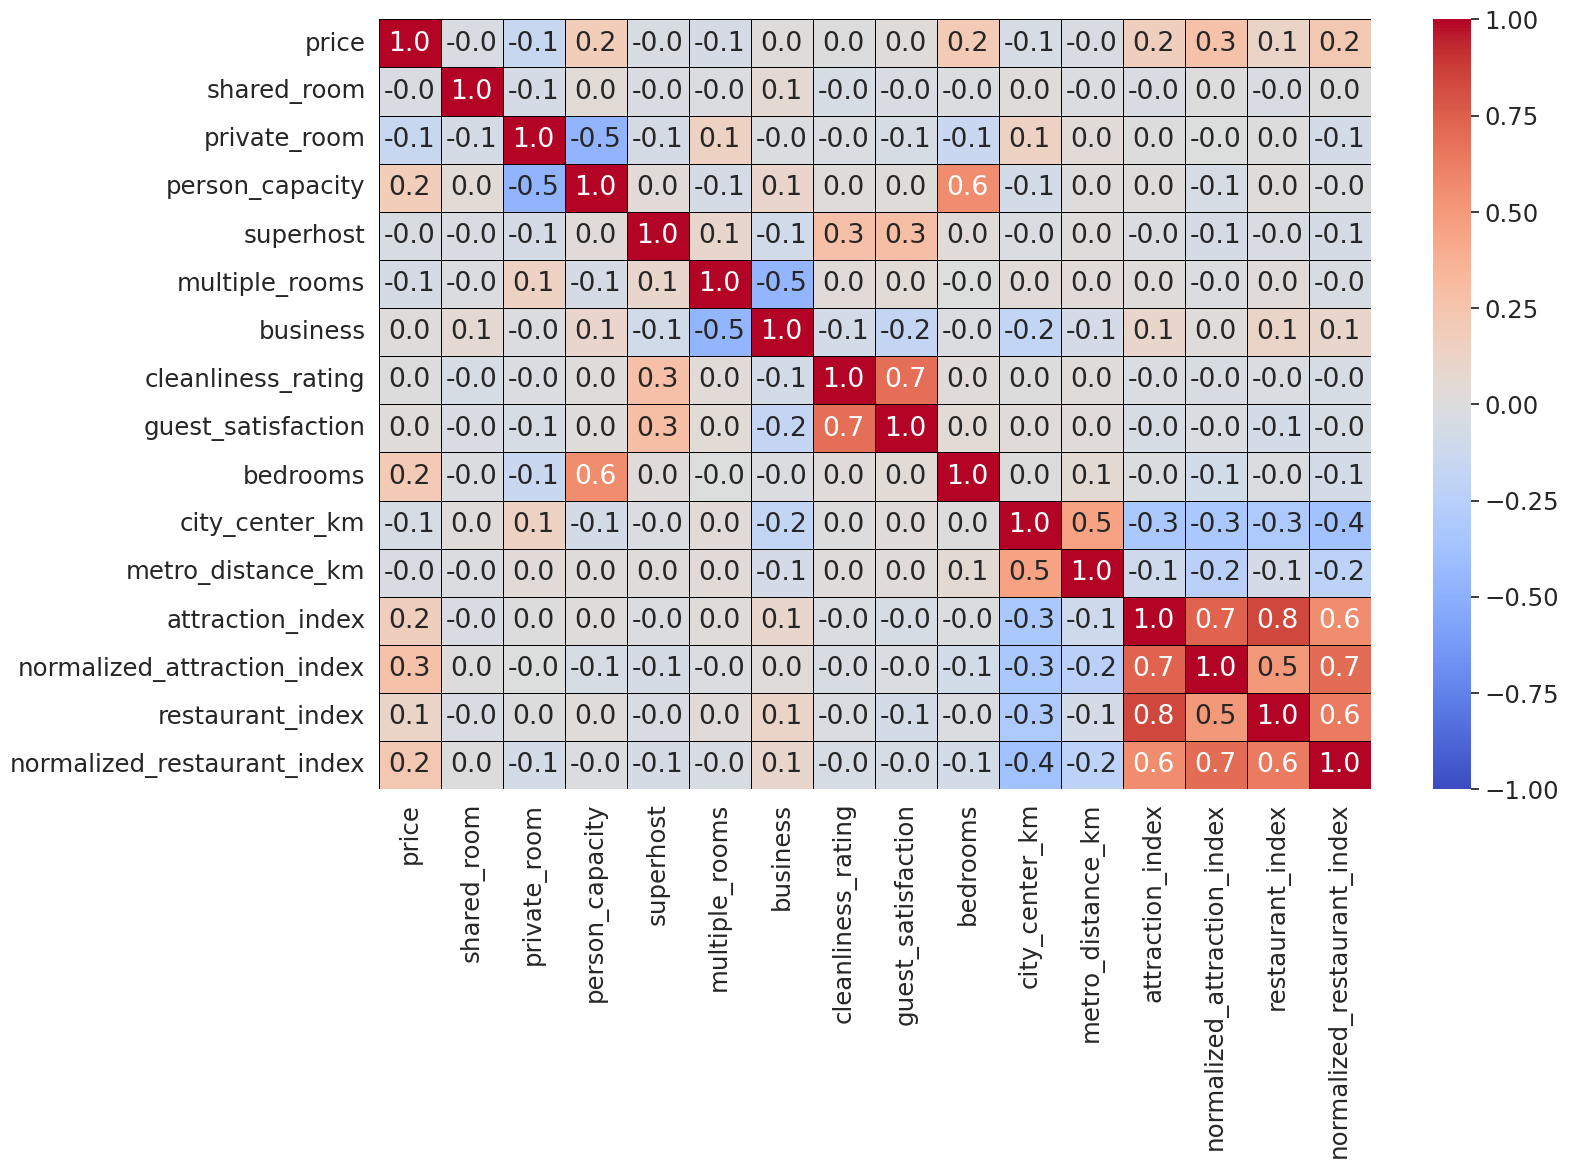 price 1.0 -0.0 -0.1 0.2 -0.0 -0.1 0.0 0.0 0.0 0.2 -0.1 -0.0 0.2 0.3 0.1 0.2
shared_room -0.0 1.0 -0.1 0.0 -0.0 -0.0 0.1 -0.0 -0.0 -0.0 0.0 -0.0 -0.0 0.0 -0.0 0.0
private_room -0.1 -0.1 1.0 -0.5 -0.1 0.1 -0.0 -0.0 -0.1 -0.1 0.1 0.0 0.0 -0.0 0.0 -0.1
person_capacity 0.2 0.0 -0.5 1.0 0.0 -0.1 0.1 0.0 0.0 0.6 -0.1 0.0 0.0 -0.1 0.0 -0.0
superhost -0.0 -0.0 -0.1 0.0 1.0 0.1 -0.1 0.3 0.3 0.0 -0.0 0.0 -0.0 -0.1 -0.0 -0.1
multiple_rooms -0.1 -0.0 0.1 -0.1 0.1 1.0 -0.5 0.0 0.0 -0.0 0.0 0.0 0.0 -0.0 0.0 -0.0
business 0.0 0.1 -0.0 0.1 -0.1 -0.5 1.0 -0.1 -0.2 -0.0 -0.2 -0.1 0.1 0.0 0.1 0.1
cleanliness_rating 0.0 -0.0 -0.0 0.0 0.3 0.0 -0.1 1.0 0.7 0.0 0.0 0.0 -0.0 -0.0 -0.0 -0.0
guest_satisfaction 0.0 -0.0 -0.1 0.0 0.3 0.0 -0.2 0.7 1.0 0.0 0.0 0.0 -0.0 -0.0 -0.1 -0.0
bedrooms 0.2 -0.0 -0.1 0.6 0.0 -0.0 -0.0 0.0 0.0 1.0 0.0 0.1 -0.0 -0.1 -0.0 -0.1
city_center_km -0.1 0.0 0.1 -0.1 -0.0 0.0 -0.2 0.0 0.0 0.0 1.0 0.5 -0.3 -0.3 -0.3 -0.4
metro_distance_km -0.0 -0.0 0.0 0.0 0.0 0.0 -0.1 0.0 0.0 0.1 0.5 1.0 -0.1 -0.2 -0.1 -0.2
attraction_index 0.2 -0.0 0.0 0.0 -0.0 0.0 0.1 -0.0 -0.0 -0.0 -0.3 -0.1 1.0 0.7 0.8 0.6
normalized_attraction_index 0.3 0.0 -0.0 -0.1 -0.1 -0.0 0.0 -0.0 -0.0 -0.1 -0.3 -0.2 0.7 1.0 0.5 0.7
restaurant_index 0.1 -0.0 0.0 0.0 -0.0 0.0 0.1 -0.0 -0.1 -0.0 -0.3 -0.1 0.8 0.5 1.0 0.6
normalized_restaurant_index 0.2 0.0 -0.1 -0.0 -0.1 -0.0 0.1 -0.0 -0.0 -0.1 -0.4 -0.2 0.6 0.7 0.6 1.0
price
shared_room
private_room
person_capacity
superhost
multiple_rooms
business
cleanliness_rating
guest_satisfaction
bedrooms
city_center_km
metro_distance_km
attraction_index
normalized_attraction_index
restaurant_index
normalized_restaurant_index
1.00
0.75
0.50
0.25
0.00
−0.25
−0.50
−0.75
−1.00